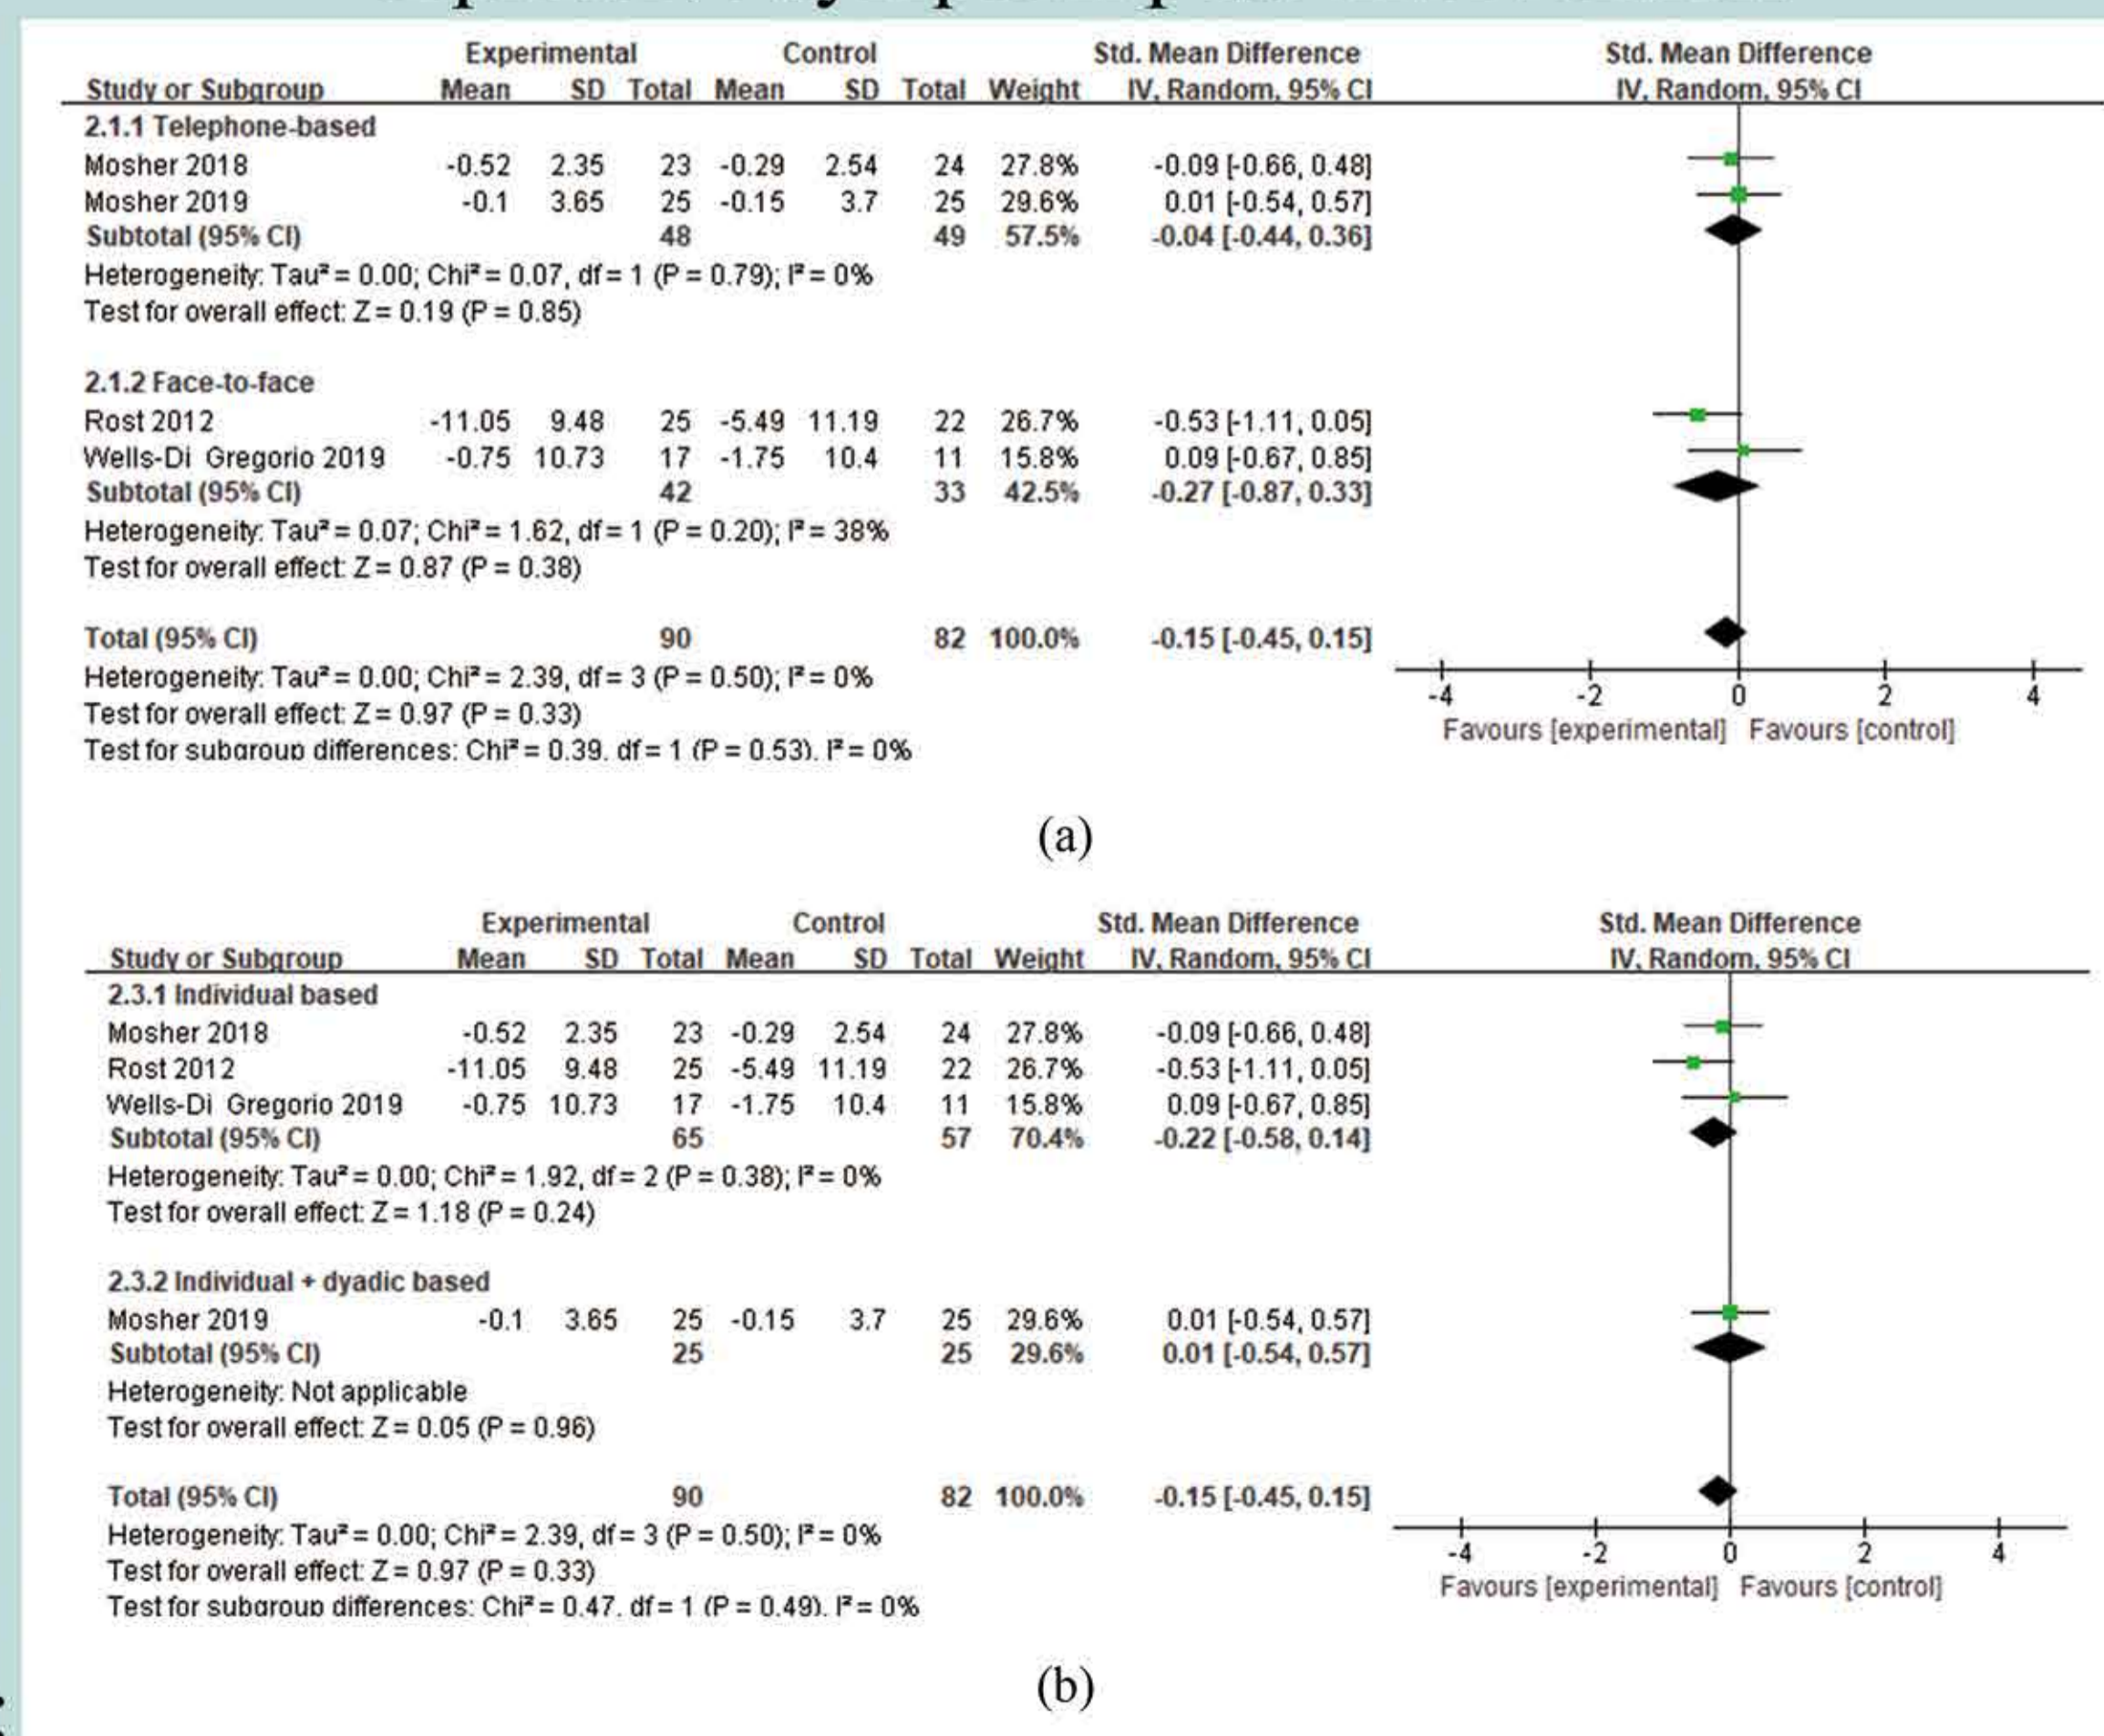 Experimental Control Std. Mean Difference Std. Mean Difference
Study or Subgroup Mean SD Total Mean SD Total Weight IV, Random, 95% CI IV, Random, 95% CI
2.1.1 Telephone-based
Mosher 2018 -0.52 2.35 23 -0.29 2.54 24 27.8% -0.09 [-0.66, 0.48]
Mosher 2019 -0.1 3.65 25 -0.15 3.7 25 29.6% 0.01 [-0.54, 0.57]
Subtotal (95% CI) 48 49 57.5% -0.04 [-0.44, 0.36]
Heterogeneity: Tau² = 0.00; Chi² = 0.07, df = 1 (P = 0.79); I² = 0%
Test for overall effect: Z = 0.19 (P = 0.85)
2.1.2 Face-to-face
Rost 2012 -11.05 9.48 25 -5.49 11.19 22 26.7% -0.53 [-1.11, 0.05]
Wells-Di Gregorio 2019 -0.75 10.73 17 -1.75 10.4 11 15.8% 0.09 [-0.67, 0.85]
Subtotal (95% CI) 42 33 42.5% -0.27 [-0.87, 0.33]
Heterogeneity: Tau² = 0.07; Chi² = 1.62, df = 1 (P = 0.20); I² = 38%
Test for overall effect: Z = 0.87 (P = 0.38)
Total (95% CI) 90 82 100.0% -0.15 [-0.45, 0.15]
Heterogeneity: Tau² = 0.00; Chi² = 2.39, df = 3 (P = 0.50); I² = 0%
Test for overall effect: Z = 0.97 (P = 0.33)
Test for subgroup differences: Chi² = 0.39. df = 1 (P = 0.53). I² = 0%
-4 -2 0 2 4
Favours [experimental] Favours [control]
(a)
Experimental Control Std. Mean Difference Std. Mean Difference
Study or Subgroup Mean SD Total Mean SD Total Weight IV, Random, 95% CI IV, Random, 95% CI
2.3.1 Individual based
Mosher 2018 -0.52 2.35 23 -0.29 2.54 24 27.8% -0.09 [-0.66, 0.48]
Rost 2012 -11.05 9.48 25 -5.49 11.19 22 26.7% -0.53 [-1.11, 0.05]
Wells-Di Gregorio 2019 -0.75 10.73 17 -1.75 10.4 11 15.8% 0.09 [-0.67, 0.85]
Subtotal (95% CI) 65 57 70.4% -0.22 [-0.58, 0.14]
Heterogeneity: Tau² = 0.00; Chi² = 1.92, df = 2 (P = 0.38); I² = 0%
Test for overall effect: Z = 1.18 (P = 0.24)
2.3.2 Individual + dyadic based
Mosher 2019 -0.1 3.65 25 -0.15 3.7 25 29.6% 0.01 [-0.54, 0.57]
Subtotal (95% CI) 25 25 29.6% 0.01 [-0.54, 0.57]
Heterogeneity: Not applicable
Test for overall effect: Z = 0.05 (P = 0.96)
Total (95% CI) 90 82 100.0% -0.15 [-0.45, 0.15]
Heterogeneity: Tau² = 0.00; Chi² = 2.39, df = 3 (P = 0.50); I² = 0%
Test for overall effect: Z = 0.97 (P = 0.33)
Test for subgroup differences: Chi² = 0.47. df = 1 (P = 0.49). I² = 0%
-4 -2 0 2 4
Favours [experimental] Favours [control]
(b)